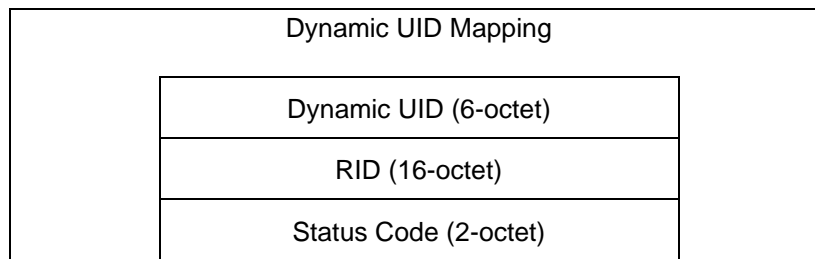 Dynamic UID Mapping
Dynamic UID (6-octet)
RID (16-octet)
Status Code (2-octet)